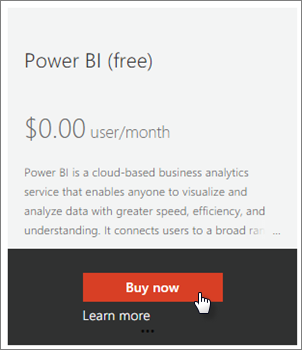 Power BI (free)
$0.00 user/month
Power BI is a cloud-based business analytics
service that enables anyone to visualize and
analyze data with greater speed, efficiency, and
understanding. It connects users to a broad ...
Buy now
Learn more
•••